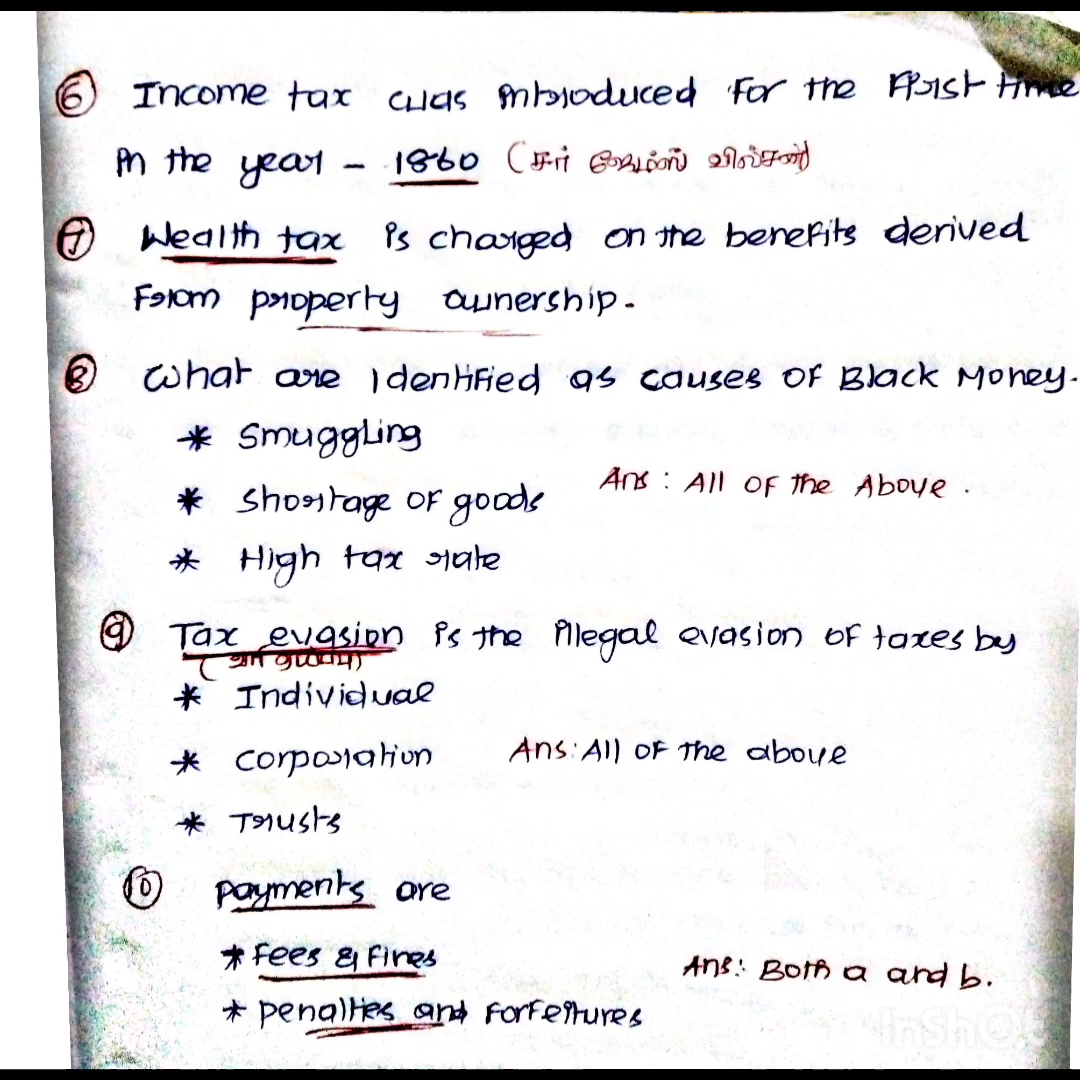 6 Income tax was introduced for the first time
in the year - 1860 (சர் ஜேம்ஸ் வில்சன்)
7 Wealth tax is charged on the benefits derived
from property ownership.
8 What are identified as causes of Black Money.
* Smuggling
Ans: All of the Above.
* Shortage of goods
* High tax rate
9 Tax evasion is the illegal evasion of taxes by
(வரி ஏய்ப்பு)
* Individual
* Corporation Ans: All of the above
* Trusts
10 payments are
* Fees & Fines
Ans: Both a and b.
* penalties and forfeitures
InShOt